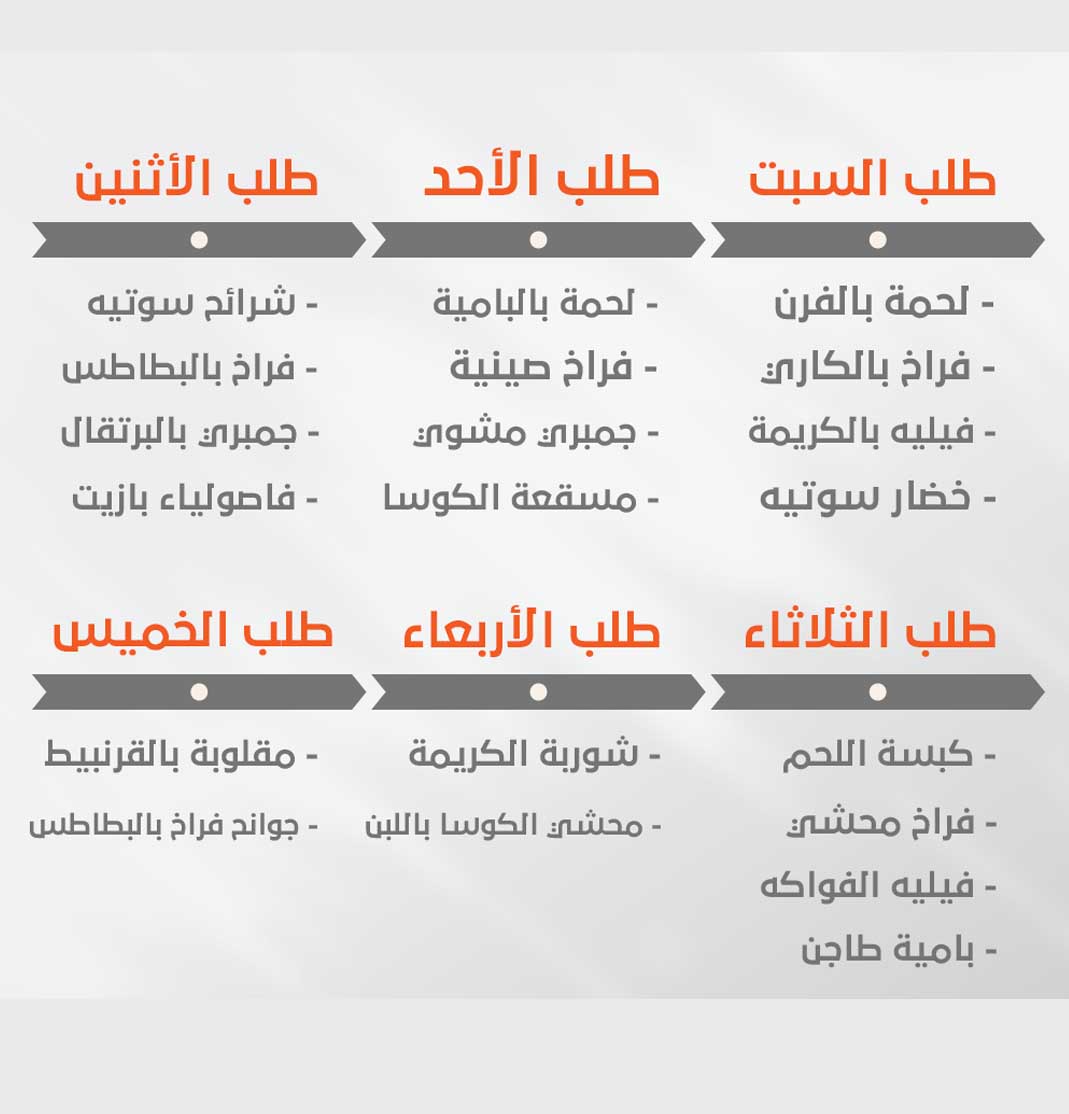 طلب السبت
- لحمة بالفرن
- فراخ بالكاري
- فيليه بالكريمة
- خضار سوتيه
طلب الأحد
- لحمة بالبامية
- فراخ صينية
- جمبري مشوي
- مسقعة الكوسا
طلب الأثنين
- شرائح سوتيه
- فراخ بالبطاطس
- جمبري بالبرتقال
- فاصولياء بازيت
طلب الثلاثاء
- كبسة اللحم
- فراخ محشي
- فيليه الفواكه
- بامية طاجن
طلب الأربعاء
- شوربة الكريمة
- محشي الكوسا باللبن
طلب الخميس
- مقلوبة بالقرنبيط
- جوانح فراخ بالبطاطس